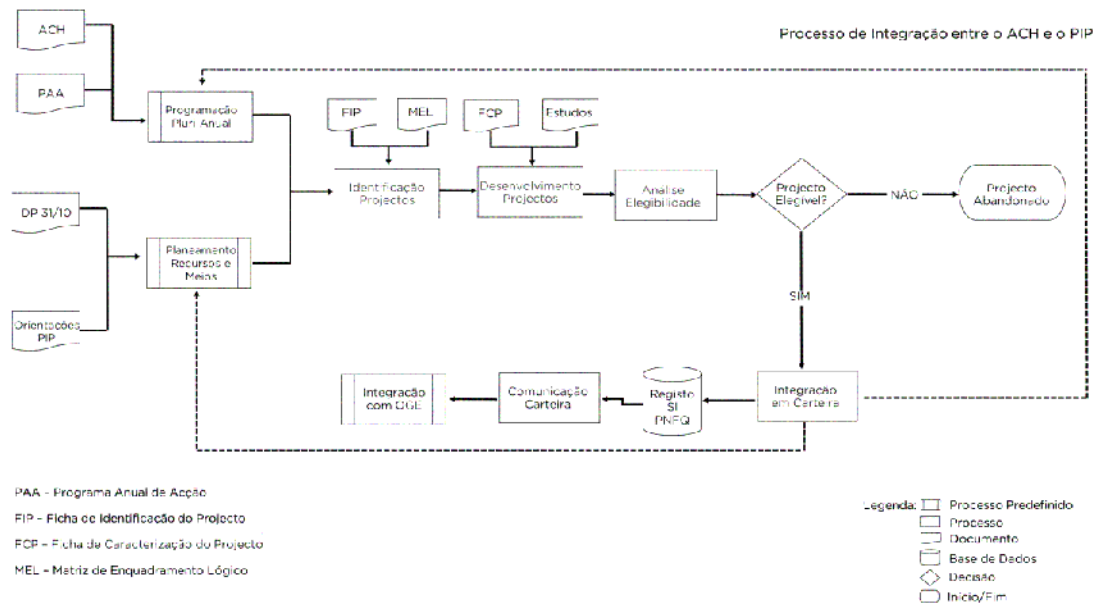 ACH
Processo de Integração entre o ACH e o PIP
PAA
Programação
Pluri Anual
FIP
MEL
FCP
Estudos
Identificação
Projectos
Desenvolvimento
Projectos
Análise
Elegibilidade
Projecto
Elegível?
NÃO
Projecto
Abandonado
DP 31/10
Planeamento
Recursos e
Meios
SIM
Orientações
PIP
Integração
com OGE
Comunicação
Carteira
Registo
SI
PNFQ
Integração
em Carteira
PAA – Programa Anual de Acção
FIP – Ficha de Identificação do Projecto
FCP – Ficha de Caracterização do Projecto
MEL – Matriz de Enquadramento Lógico
Legenda:
Processo Predefinido
Processo
Documento
Base de Dados
Decisão
Início/Fim